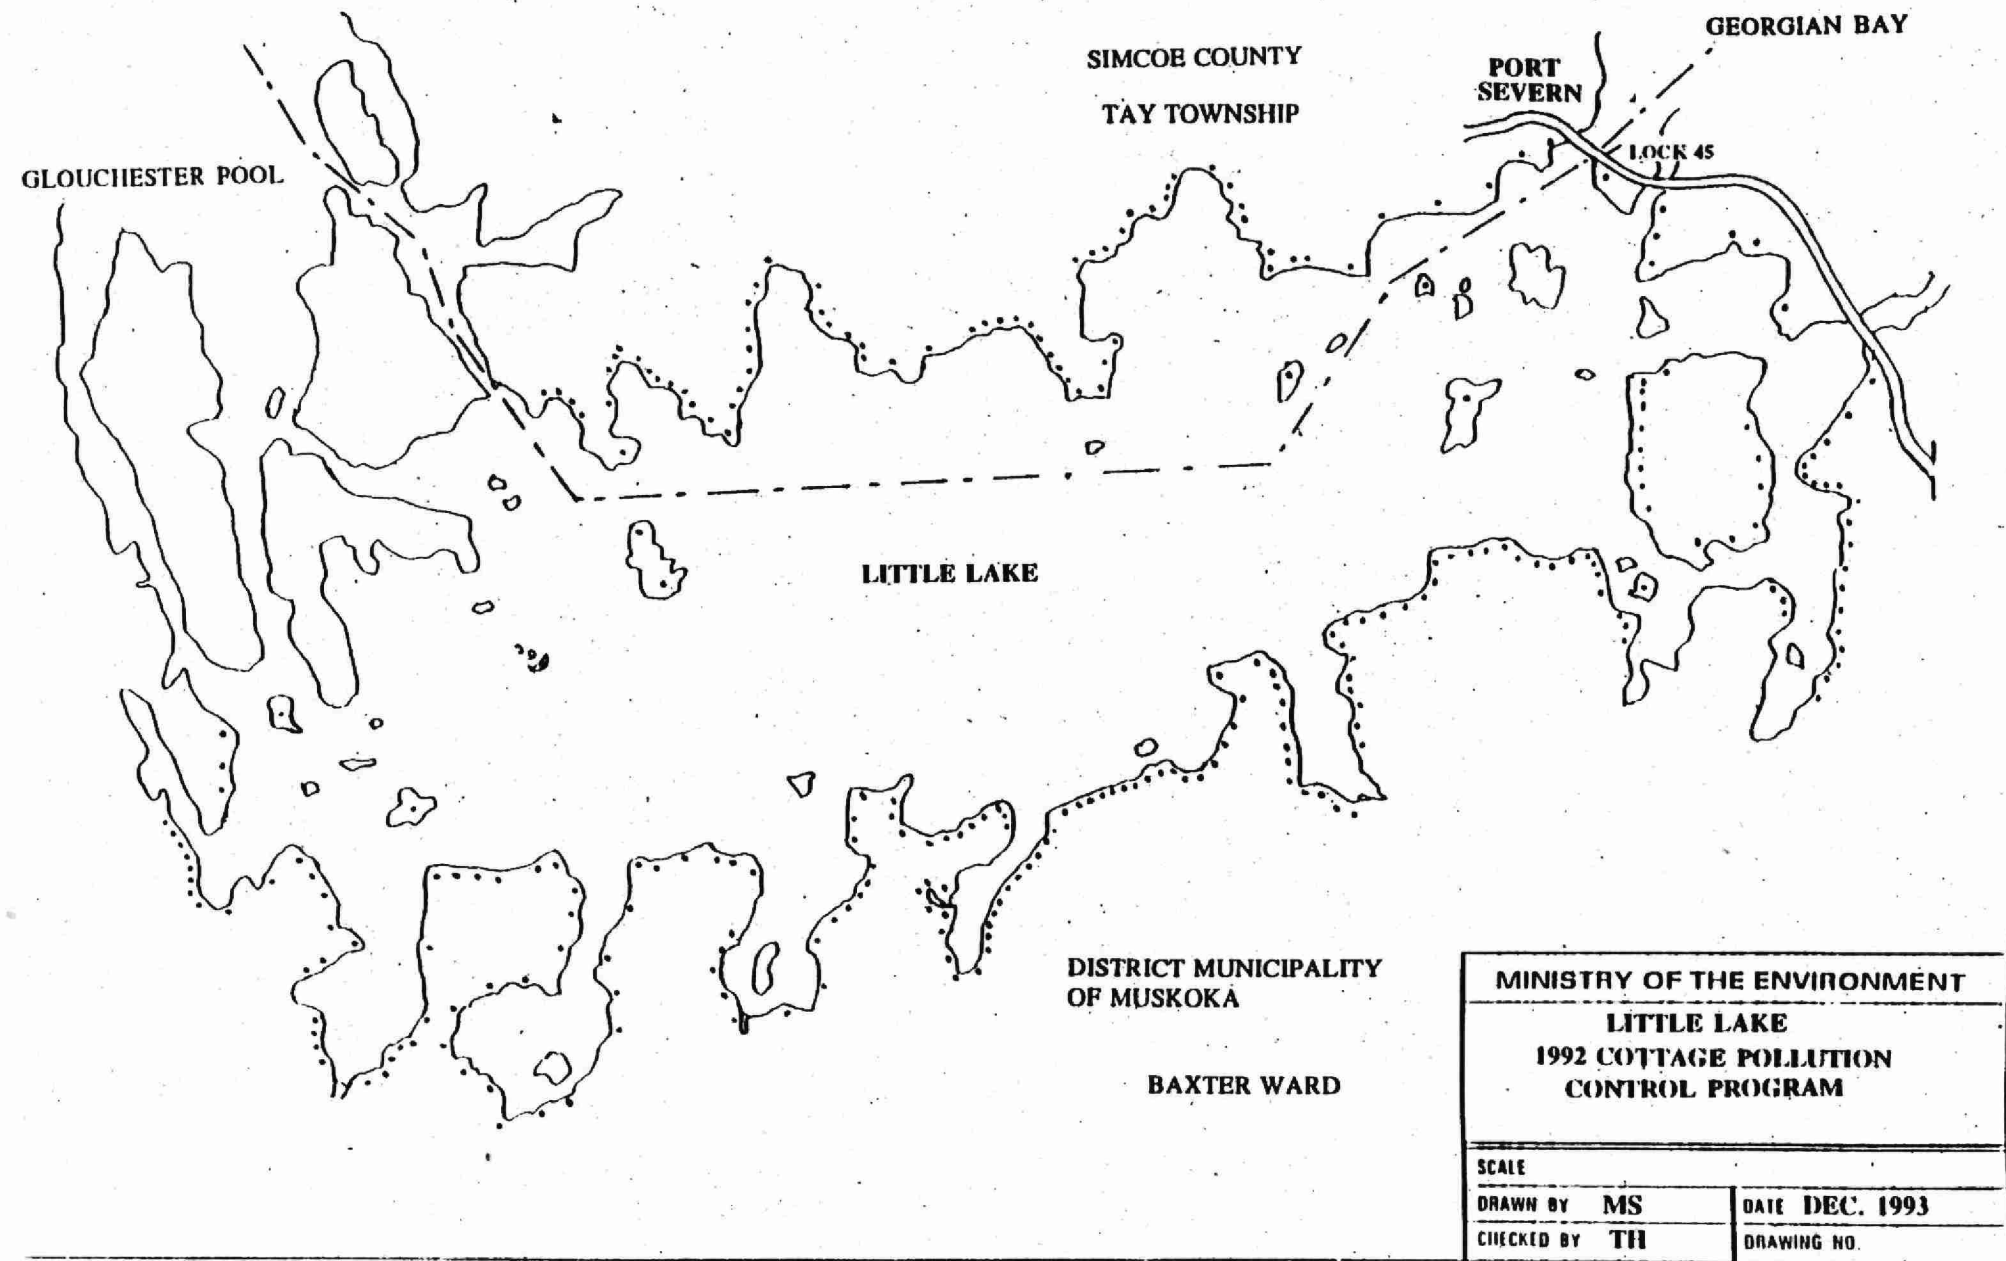 GEORGIAN BAY
SIMCOE COUNTY
TAY TOWNSHIP
PORT
SEVERN
LOCK 45
GLOUCHESTER POOL
LITTLE LAKE
DISTRICT MUNICIPALITY
OF MUSKOKA
BAXTER WARD
MINISTRY OF THE ENVIRONMENT
LITTLE LAKE
1992 COTTAGE POLLUTION
CONTROL PROGRAM
SCALE
DRAWN BY MS
DATE DEC. 1993
CHECKED BY TH
DRAWING NO.